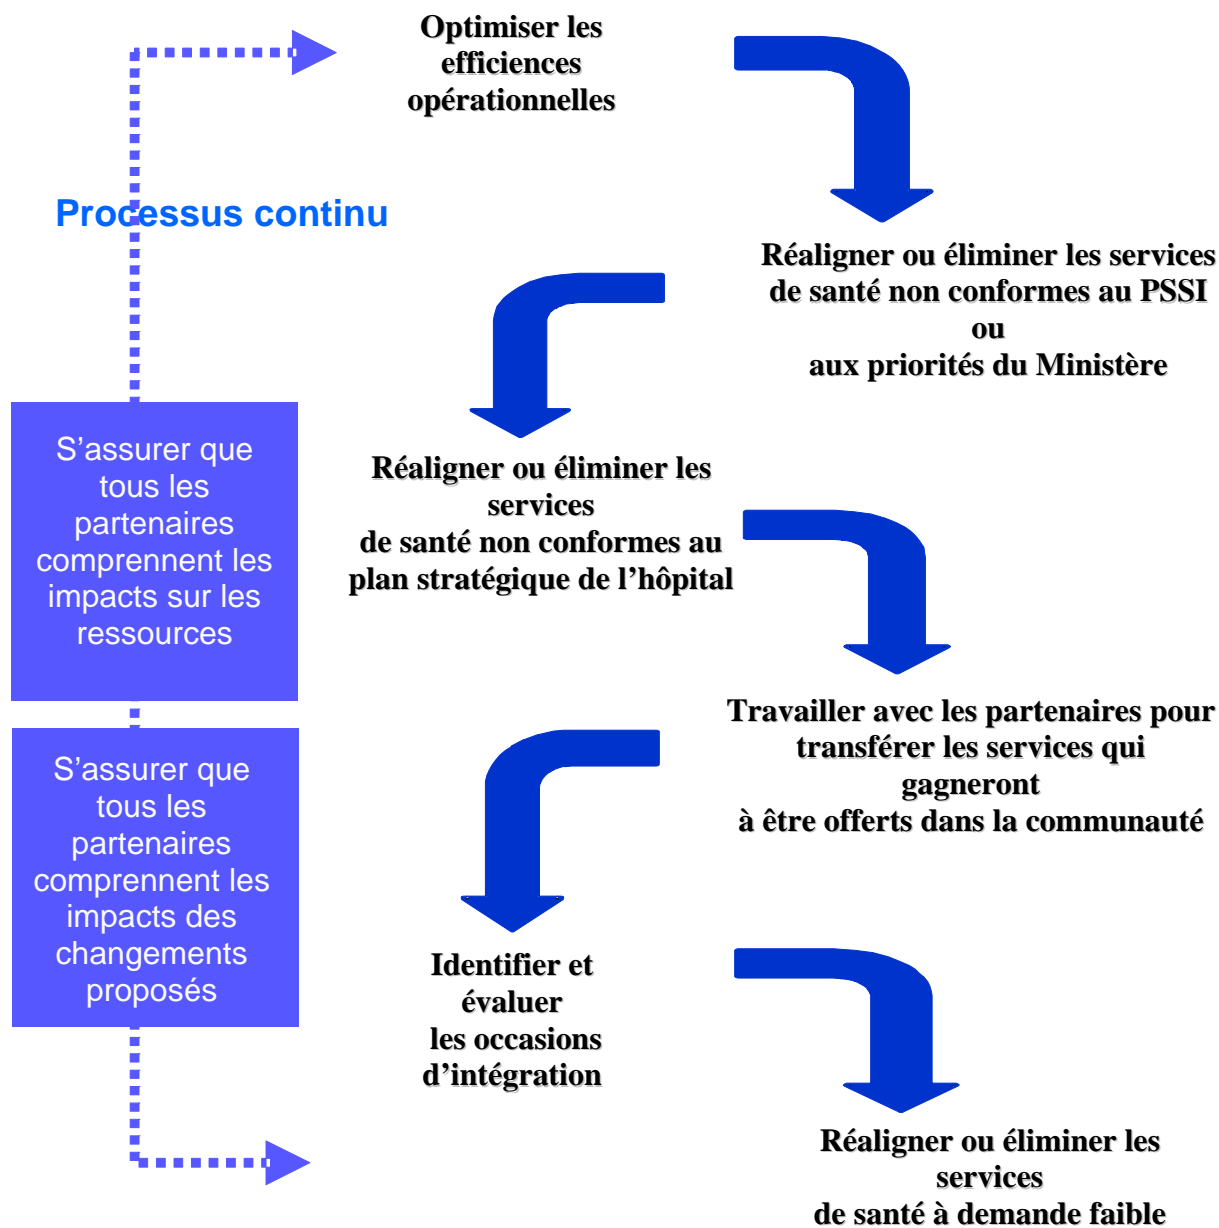 Optimiser les
efficiences
opérationnelles
Processus continu
Réaligner ou éliminer les services
de santé non conformes au PSSI
ou
aux priorités du Ministère
S’assurer que
tous les
partenaires
comprennent les
impacts sur les
ressources
Réaligner ou éliminer les
services
de santé non conformes au
plan stratégique de l’hôpital
Travailler avec les partenaires pour
transférer les services qui
gagneront
à être offerts dans la communauté
S’assurer que
tous les
partenaires
comprennent les
impacts des
changements
proposés
Identifier et
évaluer
les occasions
d’intégration
Réaligner ou éliminer les
services
de santé à demande faible